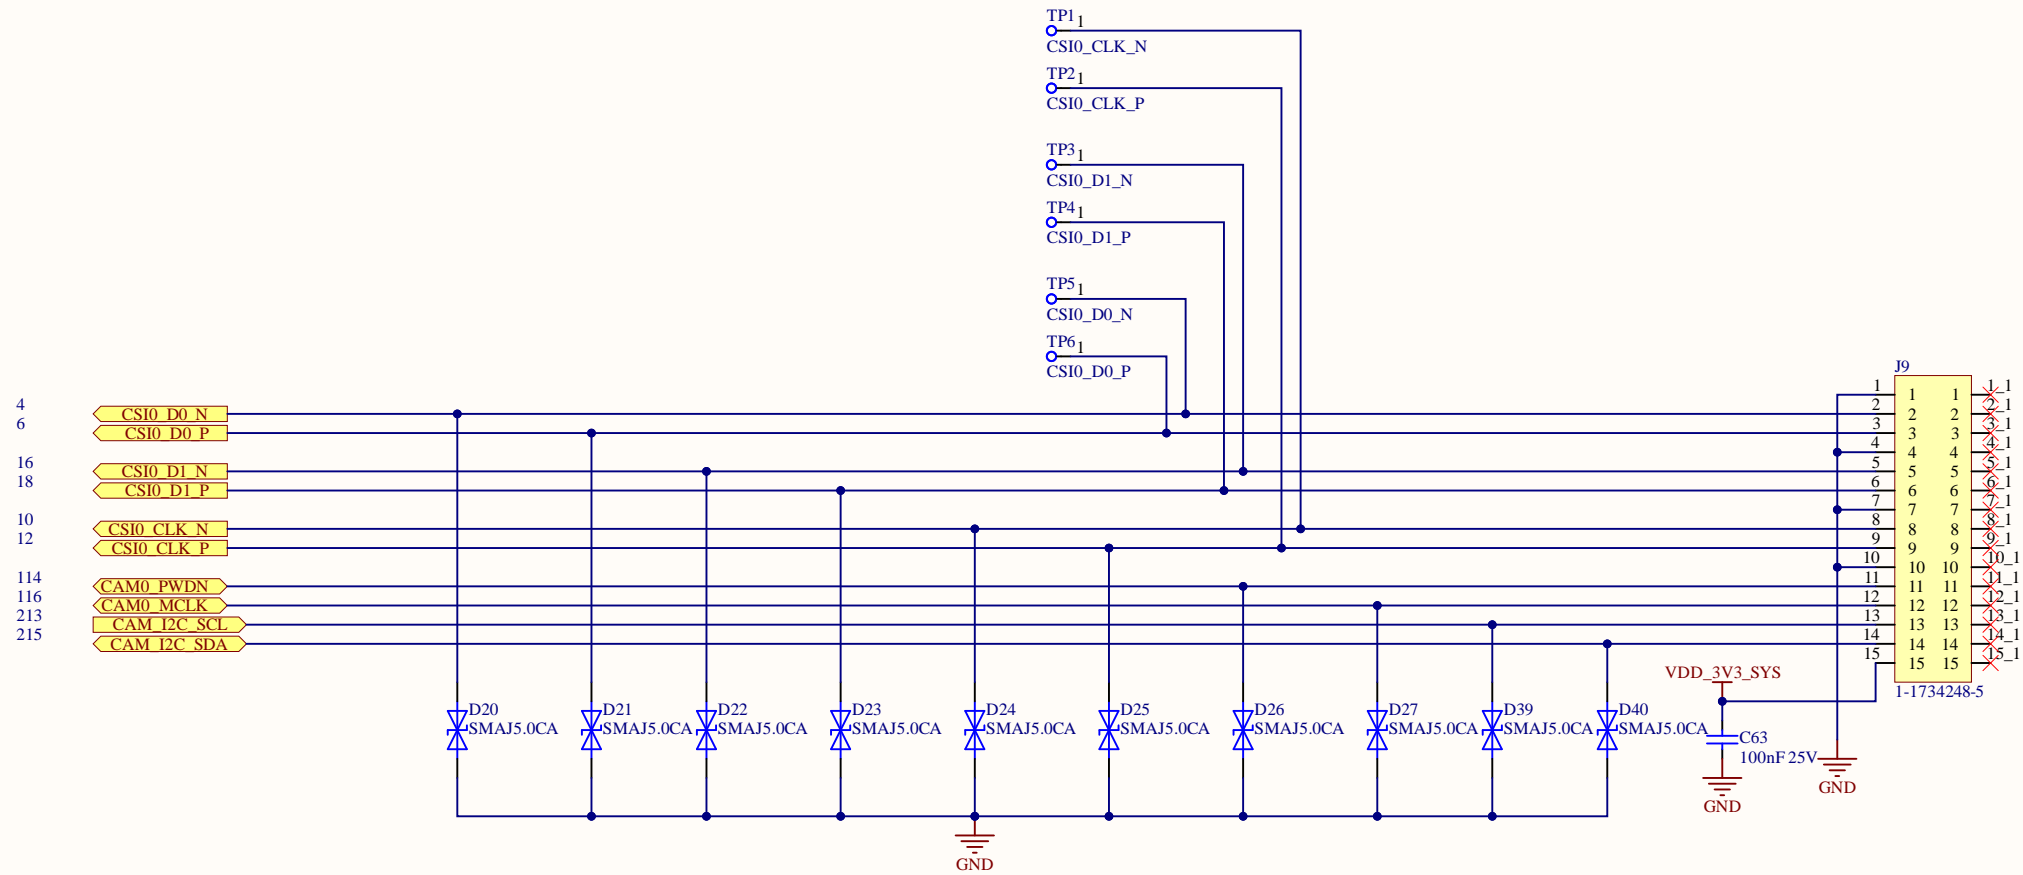 TP1 1
CSI0_CLK_N
TP2 1
CSI0_CLK_P
TP3 1
CSI0_D1_N
TP4 1
CSI0_D1_P
TP5 1
CSI0_D0_N
TP6 1
CSI0_D0_P
J9
4 CSI0_D0_N
6 CSI0_D0_P
16 CSI0_D1_N
18 CSI0_D1_P
10 CSI0_CLK_N
12 CSI0_CLK_P
114 CAM0_PWDN
116 CAM0_MCLK
213 CAM_I2C_SCL
215 CAM_I2C_SDA
1 1 1 1_1
2 2 2 2_1
3 3 3 3_1
4 4 4 4_1
5 5 5 5_1
6 6 6 6_1
7 7 7 7_1
8 8 8 8_1
9 9 9 9_1
10 10 10 10_1
11 11 11 11_1
12 12 12 12_1
13 13 13 13_1
14 14 14 14_1
15 15 15 15_1
1-1734248-5
VDD_3V3_SYS
D20
SMAJ5.0CA
D21
SMAJ5.0CA
D22
SMAJ5.0CA
D23
SMAJ5.0CA
D24
SMAJ5.0CA
D25
SMAJ5.0CA
D26
SMAJ5.0CA
D27
SMAJ5.0CA
D39
SMAJ5.0CA
D40
SMAJ5.0CA
C63
100nF 25V
GND
GND
GND